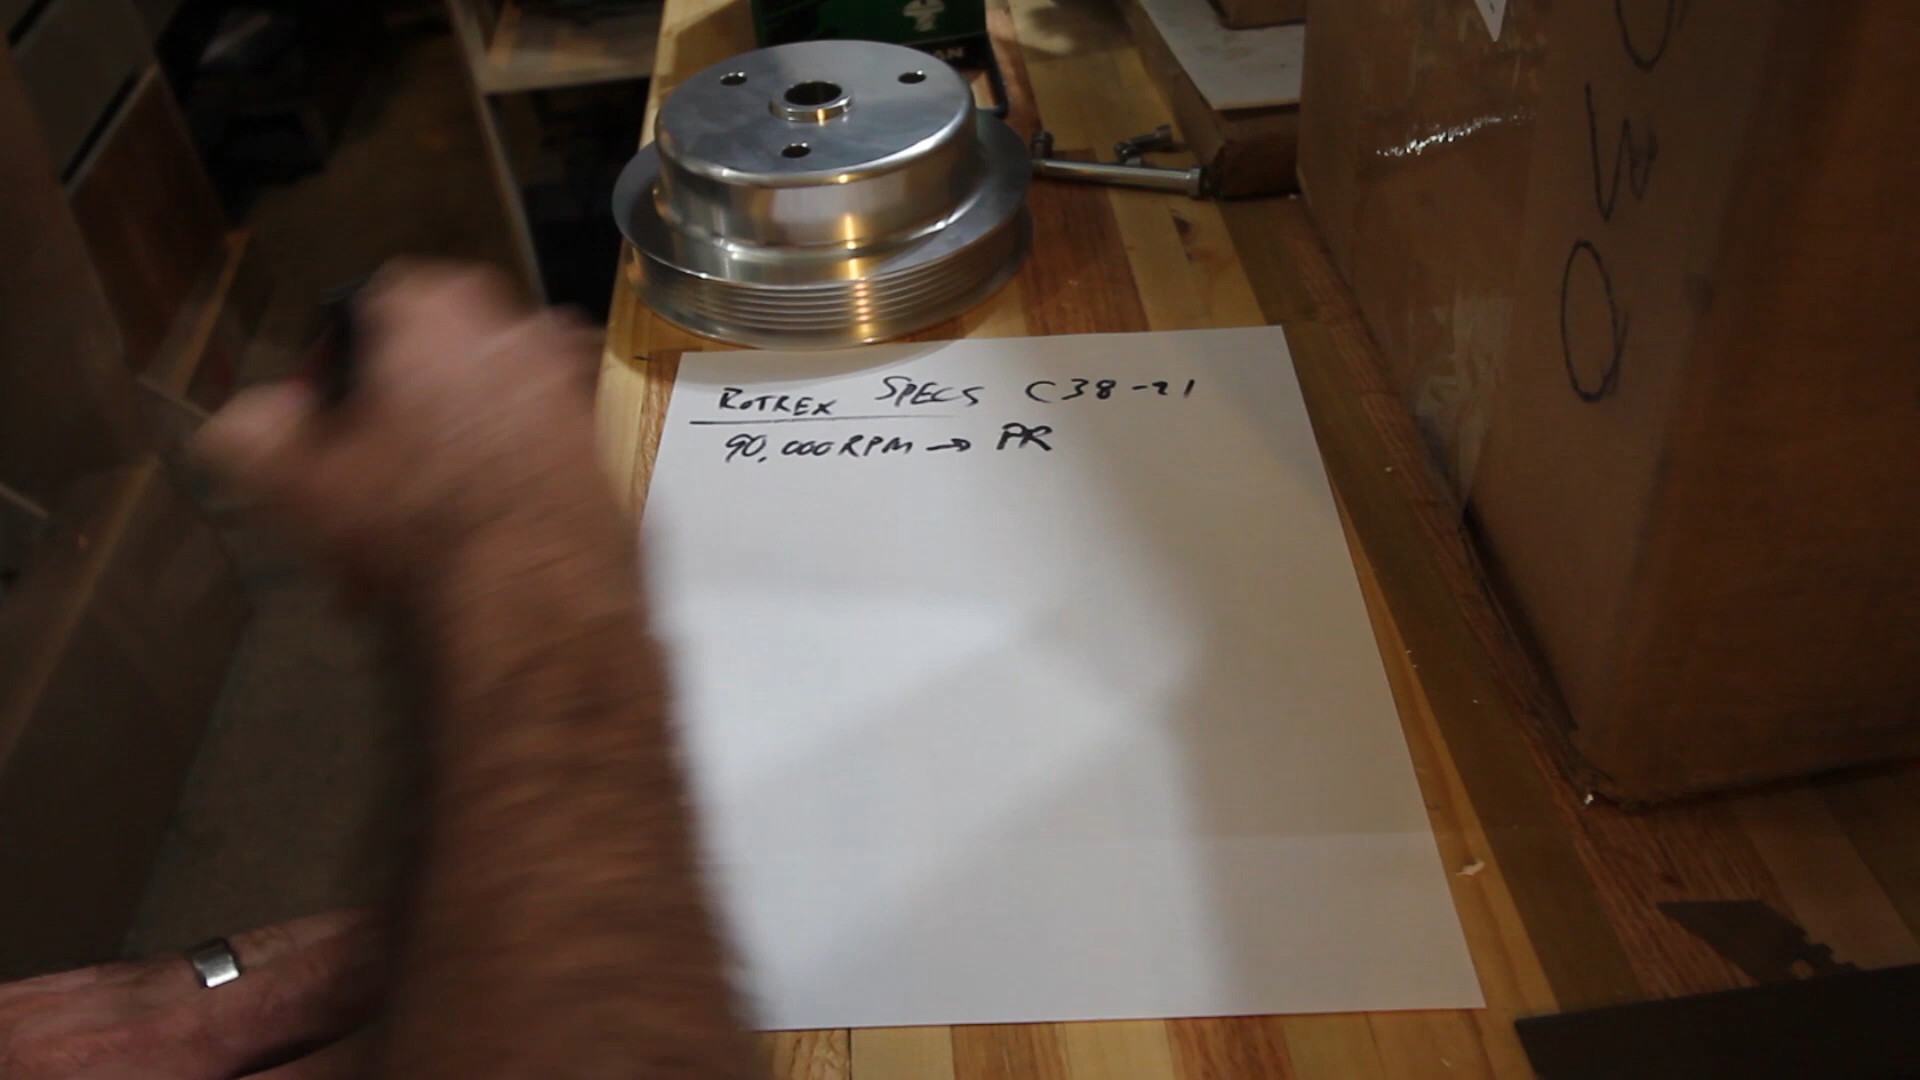 ROTREX SPECS C38-91
90,000 RPM → PR